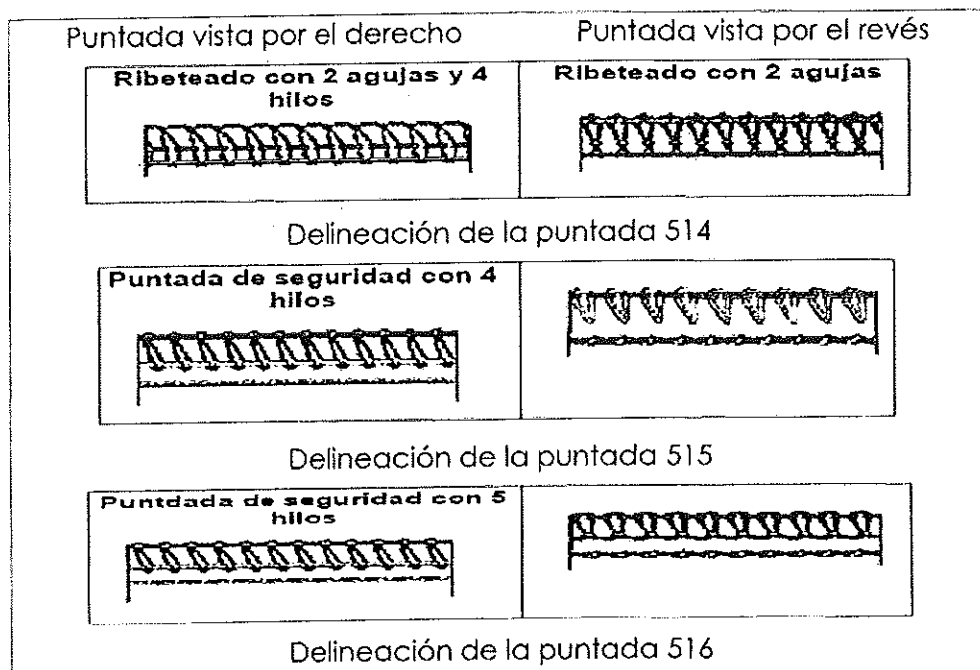 Puntada vista por el derecho
Puntada vista por el revés
Ribeteado con 2 agujas y 4
hilos
Ribeteado con 2 agujas
Delineación de la puntada 514
Puntada de seguridad con 4
hilos
Delineación de la puntada 515
Puntdada de seguridad con 5
hilos
Delineación de la puntada 516